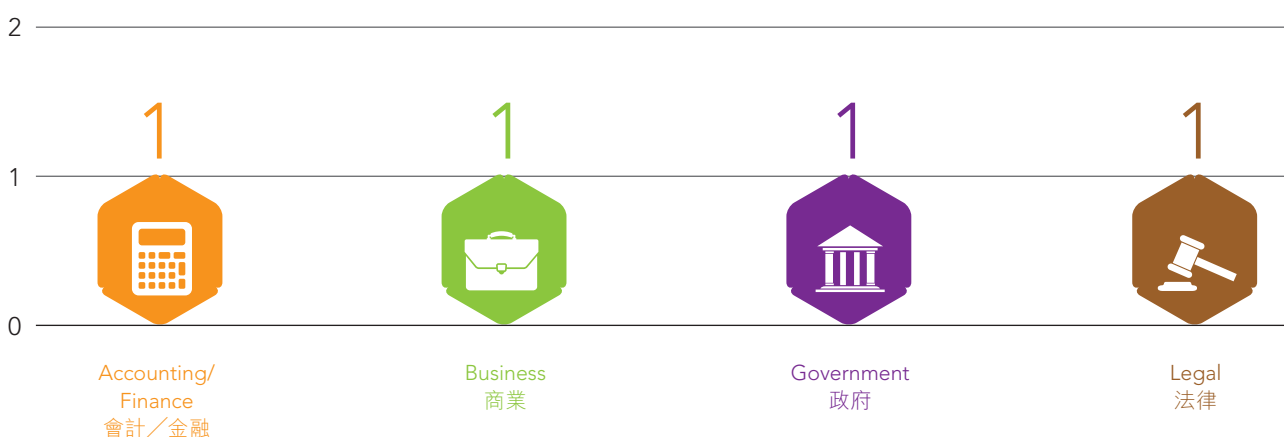 2
1 1 1 1
1
0
Accounting/
Finance
會計／金融
Business
商業
Government
政府
Legal
法律